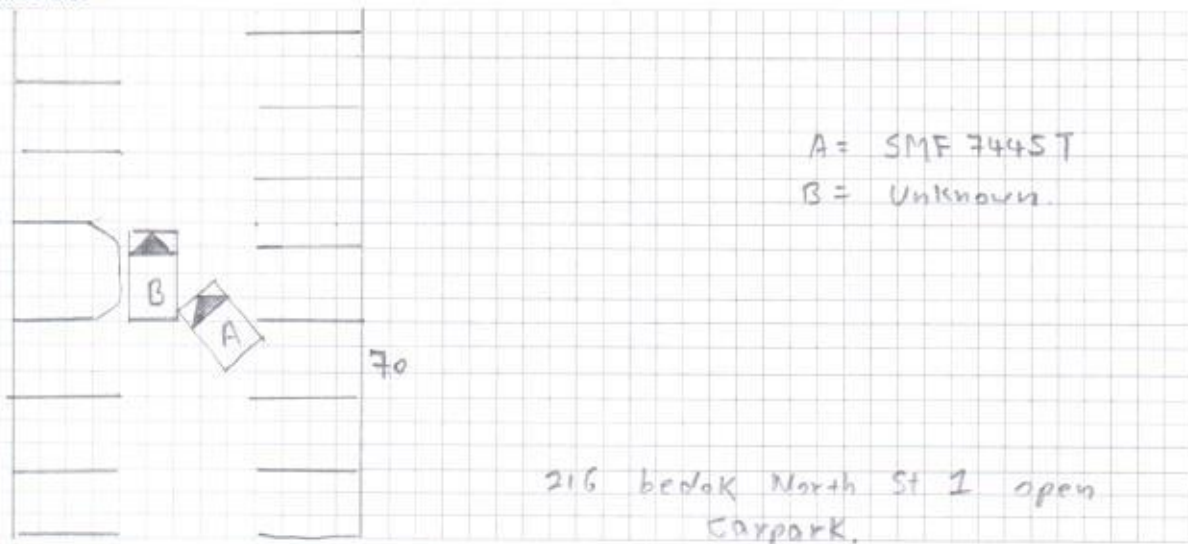 A = SMF 7445 T
B = Unknown.
B
A
70
216 bedok North St 1 open
carpark.